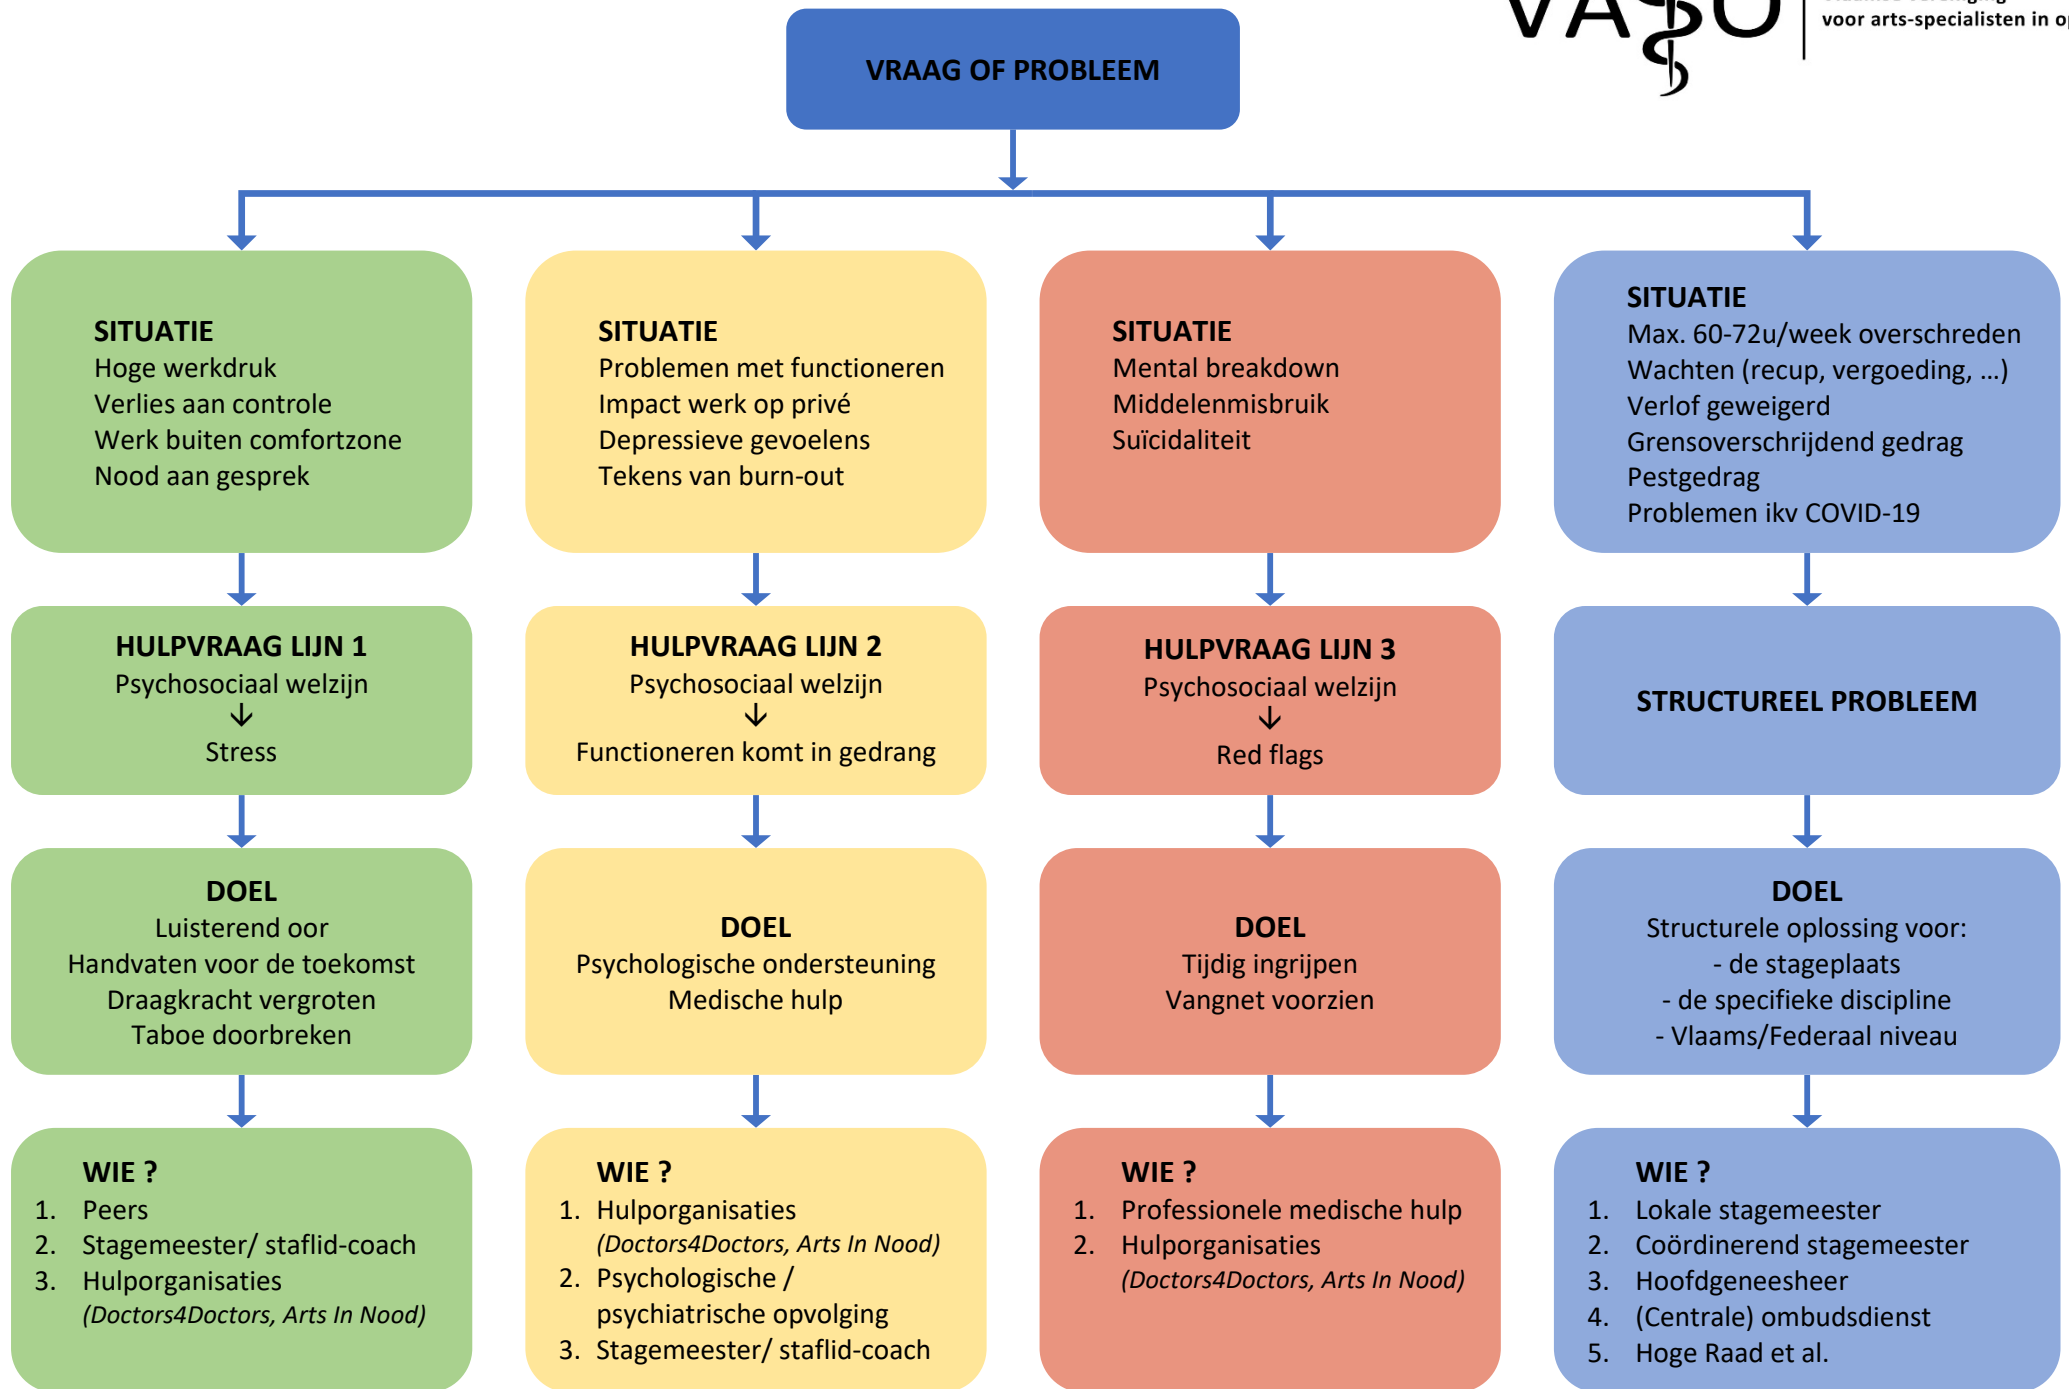 VASO
voor arts-specialisten in
VRAAG OF PROBLEEM
SITUATIE
Hoge werkdruk
Verlies aan controle
Werk buiten comfortzone
Nood aan gesprek
HULPVRAAG LIJN 1
Psychosociaal welzijn
↓
Stress
DOEL
Luisterend oor
Handvaten voor de toekomst
Draagkracht vergroten
Taboe doorbreken
WIE ?
1. Peers
2. Stagemeester/ staflid-coach
3. Hulporganisaties
(Doctors4Doctors, Arts In Nood)
SITUATIE
Problemen met functioneren
Impact werk op privé
Depressieve gevoelens
Tekens van burn-out
HULPVRAAG LIJN 2
Psychosociaal welzijn
↓
Functioneren komt in gedrang
DOEL
Psychologische ondersteuning
Medische hulp
WIE ?
1. Hulporganisaties
(Doctors4Doctors, Arts In Nood)
2. Psychologische /
psychiatrische opvolging
3. Stagemeester/ staflid-coach
SITUATIE
Mental breakdown
Middelenmisbruik
Suïcidaliteit
HULPVRAAG LIJN 3
Psychosociaal welzijn
↓
Red flags
DOEL
Tijdig ingrijpen
Vangnet voorzien
WIE ?
1. Professionele medische hulp
2. Hulporganisaties
(Doctors4Doctors, Arts In Nood)
SITUATIE
Max. 60-72u/week overschreden
Wachten (recup, vergoeding, …)
Verlof geweigerd
Grensoverschrijdend gedrag
Pestgedrag
Problemen ikv COVID-19
STRUCTUREEL PROBLEEM
DOEL
Structurele oplossing voor:
- de stageplaats
- de specifieke discipline
- Vlaams/Federaal niveau
WIE ?
1. Lokale stagemeester
2. Coördinerend stagemeester
3. Hoofdgeneesheer
4. (Centrale) ombudsdienst
5. Hoge Raad et al.